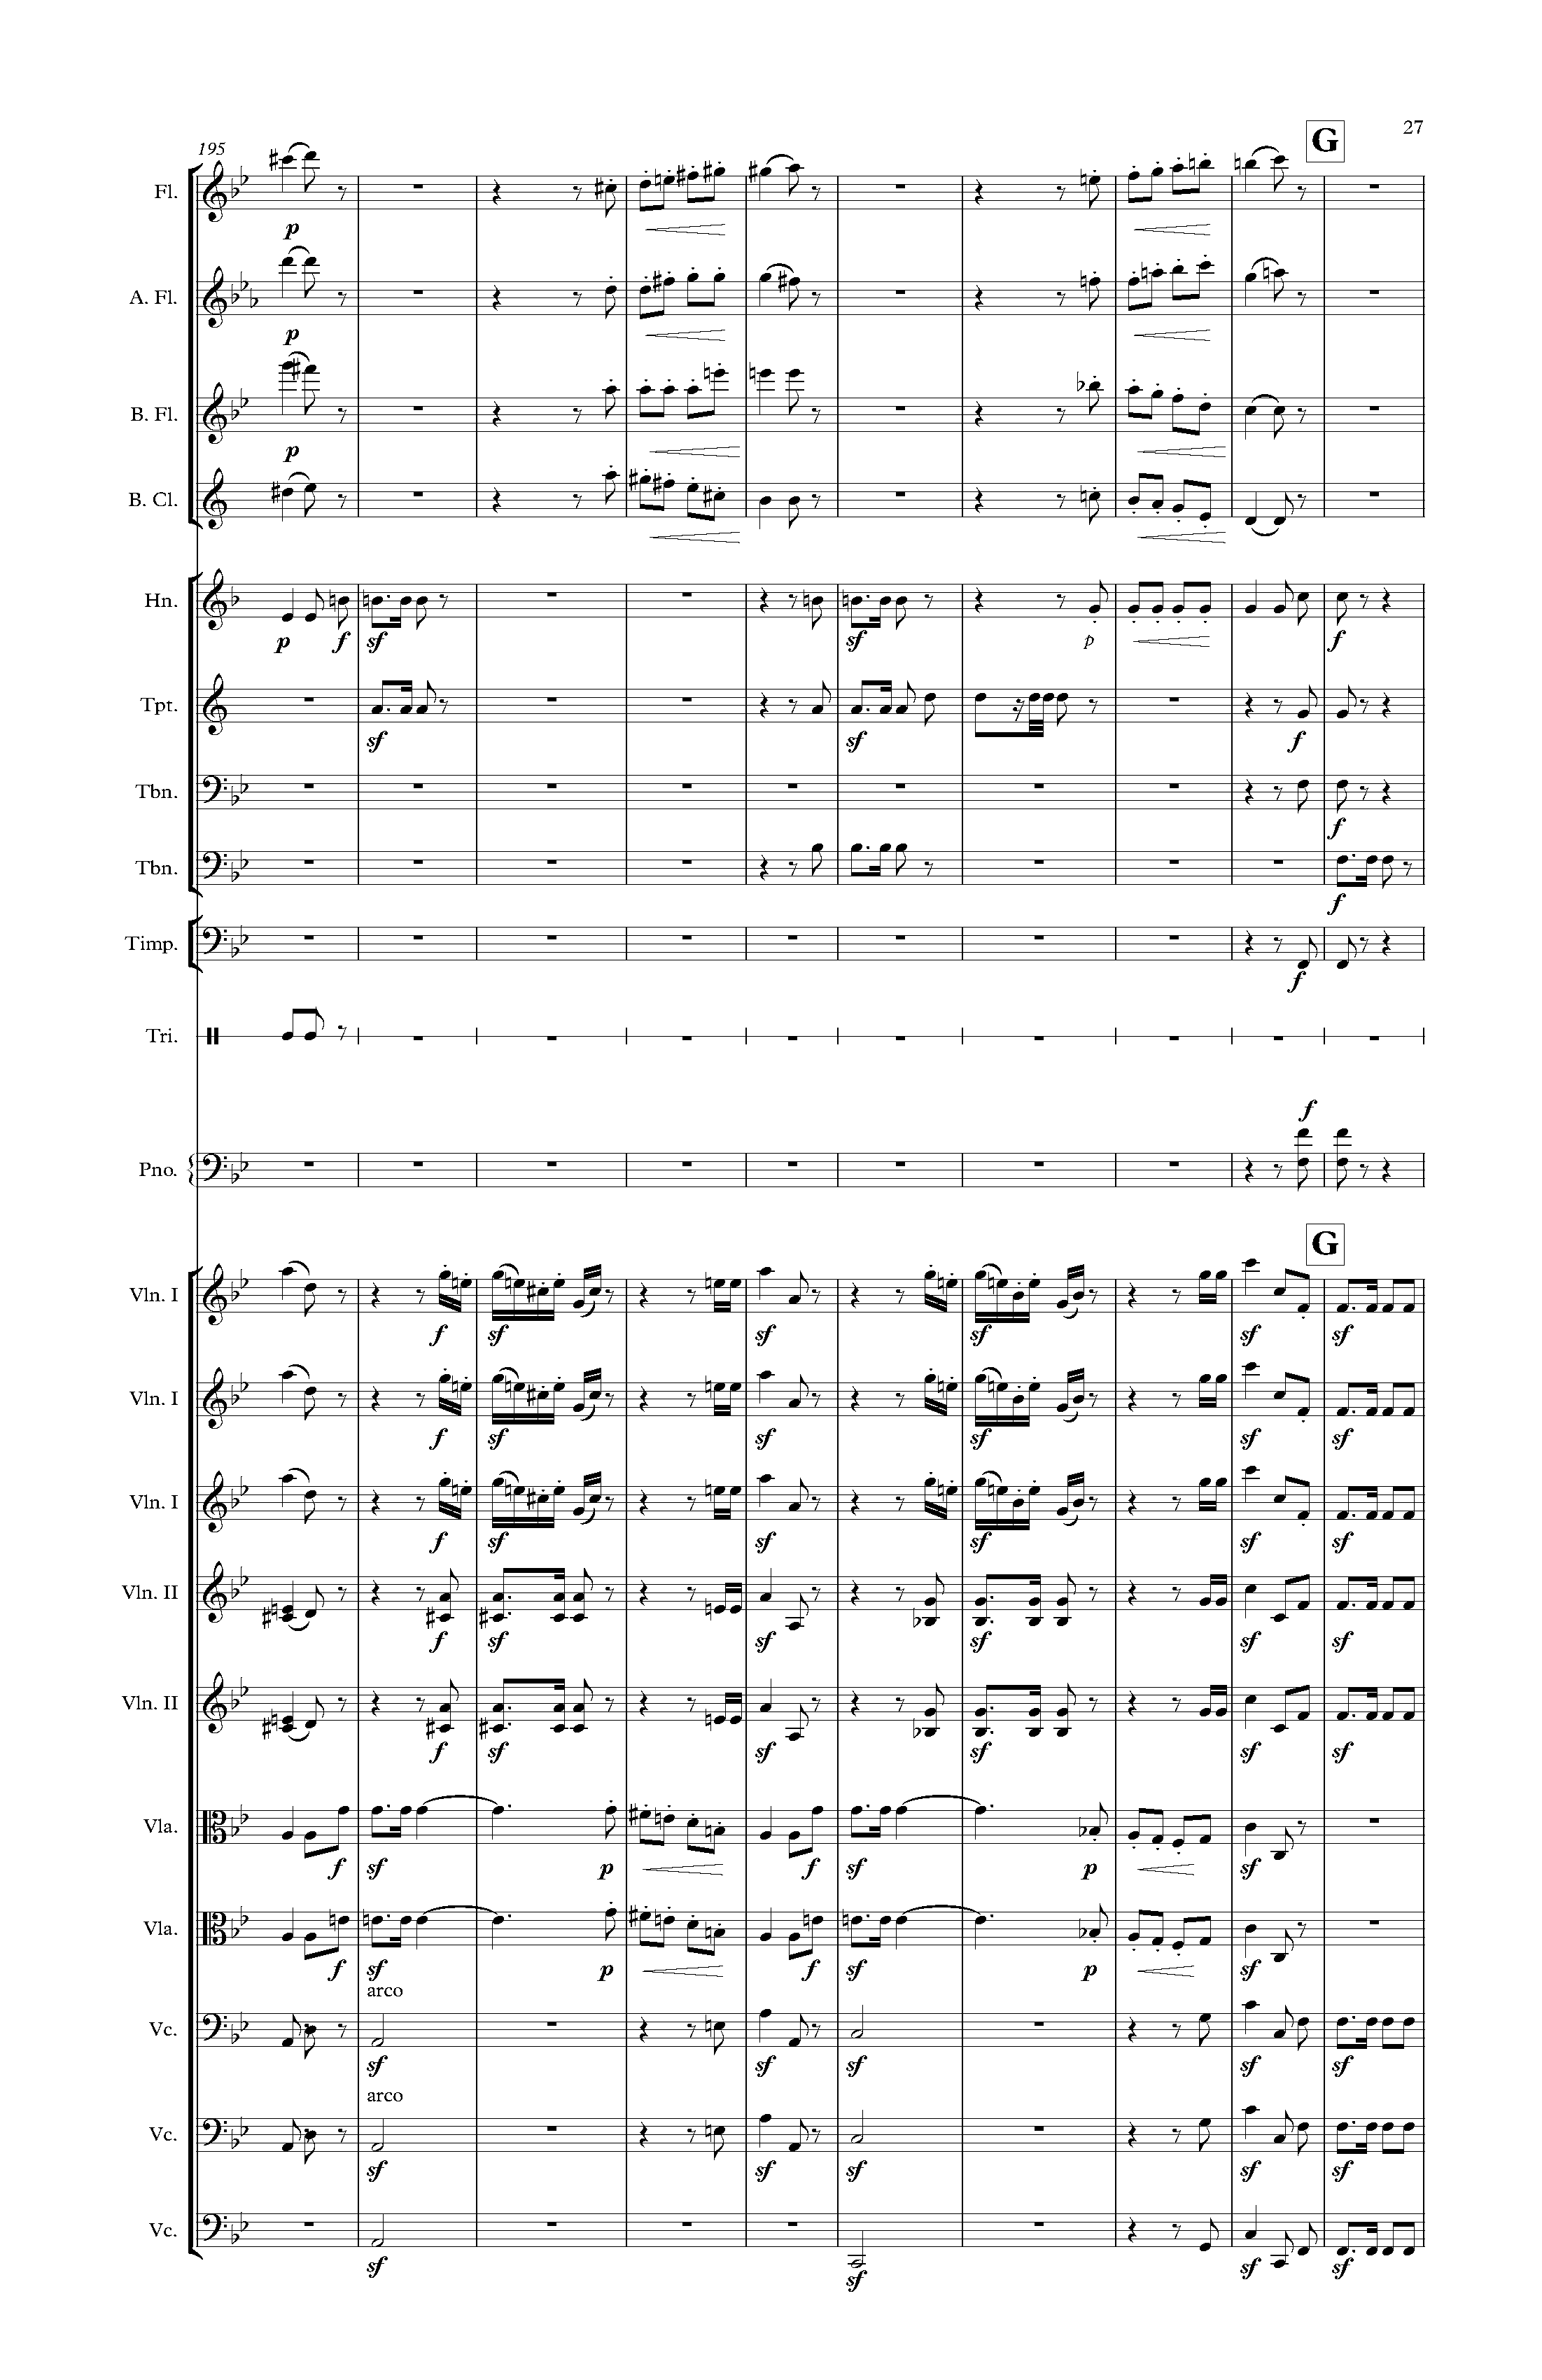 27
G
195
Fl.
p
A. Fl.
p
B. Fl.
p
B. Cl.
Hn.
p f sf sf p f
Tpt.
sf sf f
Tbn.
f
Tbn.
f
Timp.
f
Tri.
f
Pno.
G
Vln. I
f sf sf sf sf sf
Vln. I
f sf sf sf sf sf
Vln. I
f sf sf sf sf sf
Vln. II
f sf sf sf sf sf
Vln. II
f sf sf sf sf sf
Vla.
f sf p f sf p sf
Vla.
f sf p f sf p sf
arco
Vc.
sf sf sf sf sf
arco
Vc.
sf sf sf sf sf
Vc.
sf sf sf sf